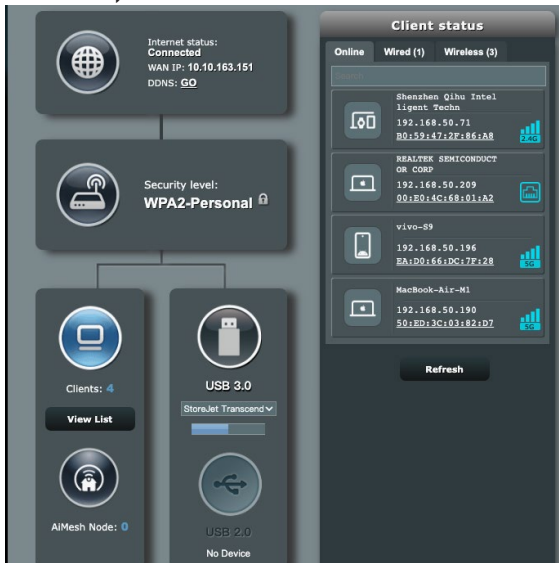 Internet status:
Connected
WAN IP: 10.10.163.151
DDNS: GO
Security level:
WPA2-Personal
Clients: 4
View List
AiMesh Node: 0
USB 3.0
StoreJet Transcend
USB 2.0
No Device
Client status
Online
Wired (1)
Wireless (3)
Search
Shenzhen Qihu Intel
ligent Techn
192.168.50.71
B0:59:47:2F:86:A8
2.4G
REALTEK SEMICONDUCT
OR CORP
192.168.50.209
00:E0:4C:68:01:A2
vivo-S9
192.168.50.196
EA:D0:66:DC:7F:28
5G
MacBook-Air-M1
192.168.50.190
50:ED:3C:03:82:D7
5G
Refresh